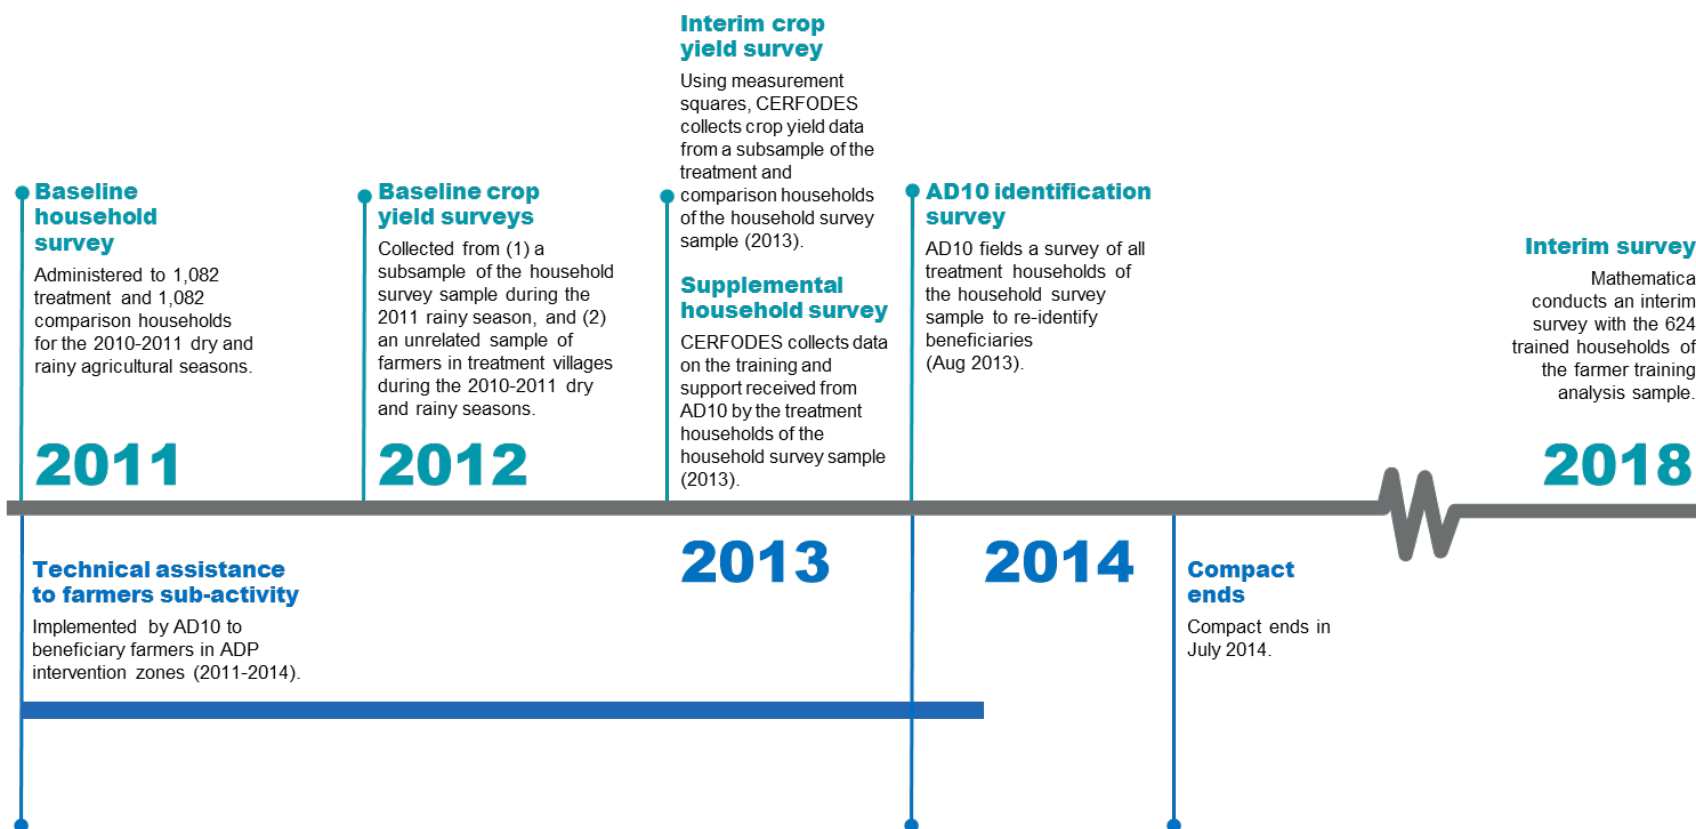 Baseline
household
survey
Administered to 1,082
treatment and 1,082
comparison households
for the 2010-2011 dry and
rainy agricultural seasons.
2011
Baseline crop
yield surveys
Collected from (1) a
subsample of the household
survey sample during the
2011 rainy season, and (2)
an unrelated sample of
farmers in treatment villages
during the 2010-2011 dry
and rainy seasons.
2012
Interim crop
yield survey
Using measurement
squares, CERFODES
collects crop yield data
from a subsample of the
treatment and
comparison households
of the household survey
sample (2013).
Supplemental
household survey
CERFODES collects data
on the training and
support received from
AD10 by the treatment
households of the
household survey sample
(2013).
AD10 identification
survey
AD10 fields a survey of all
treatment households of
the household survey
sample to re-identify
beneficiaries
(Aug 2013).
Interim survey
Mathematica
conducts an interim
survey with the 624
trained households of
the farmer training
analysis sample.
2018
Technical assistance
to farmers sub-activity
Implemented by AD10 to
beneficiary farmers in ADP
intervention zones (2011-2014).
2013
2014
Compact
ends
Compact ends in
July 2014.